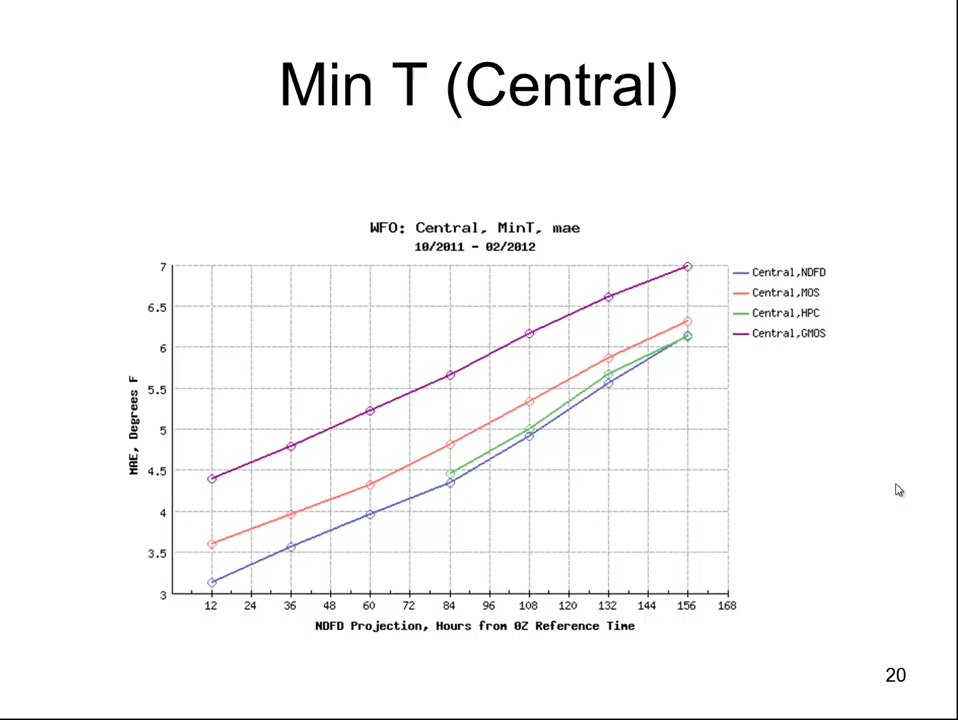 Min T (Central)
WFO: Central, MinT, mae
10/2011 - 02/2012
7
6.5
6
5.5
5
4.5
4
3.5
3
MAE, Degrees F
12 24 36 48 60 72 84 96 108 120 132 144 156 168
NDFD Projection, Hours from 0Z Reference Time
Central,NDFD
Central,MOS
Central,HPC
Central,GMOS
20